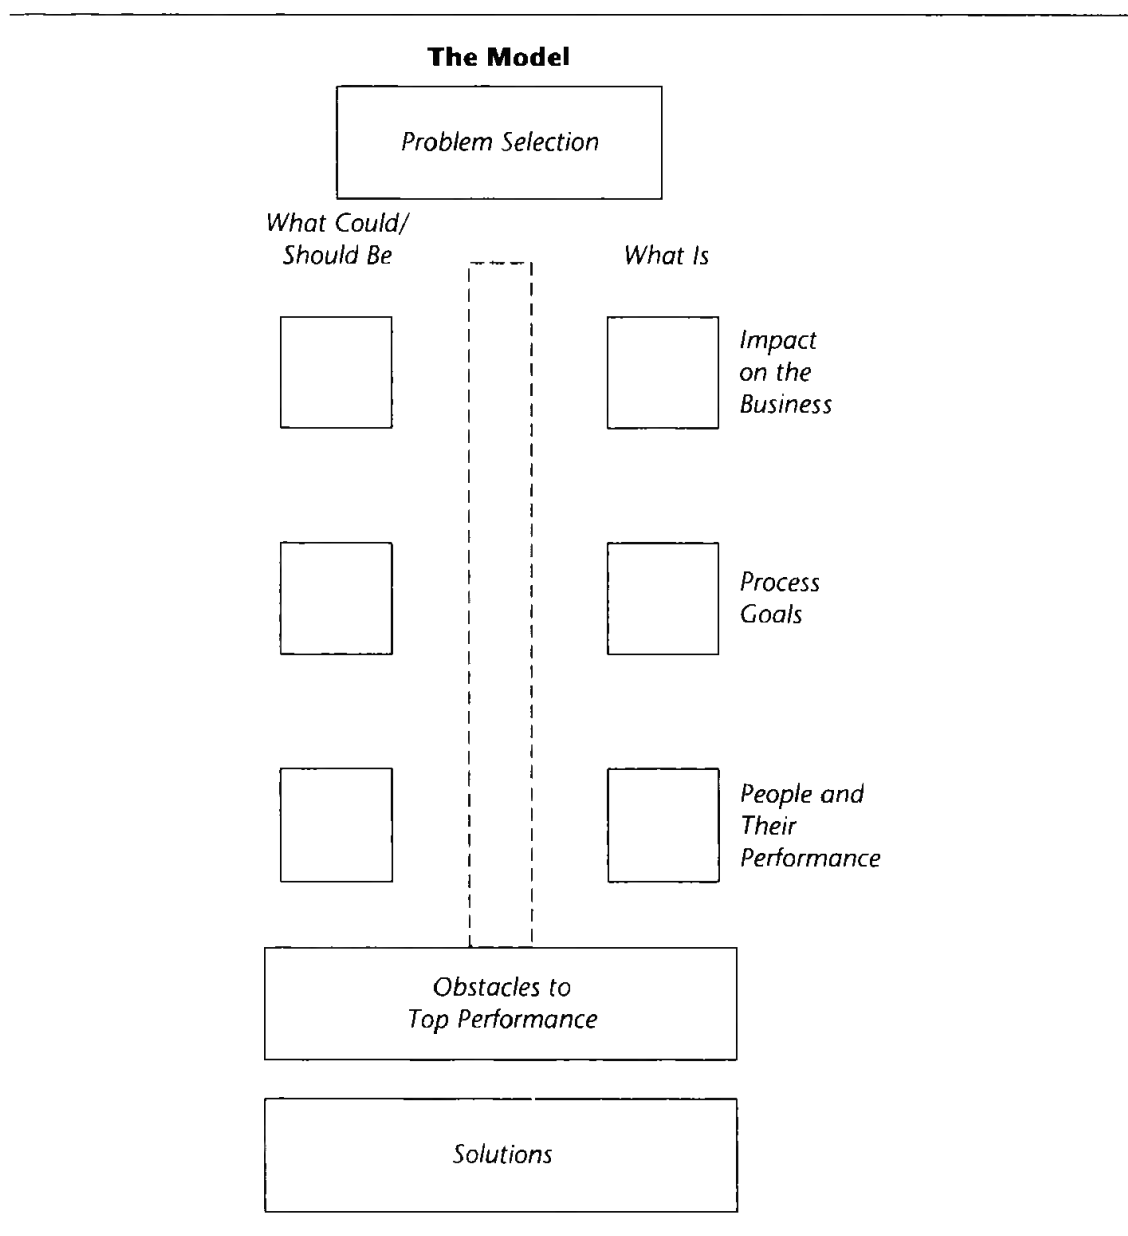 The Model
Problem Selection
What Could/
Should Be
What Is
Impact
on the
Business
Process
Goals
People and
Their
Performance
Obstacles to
Top Performance
Solutions